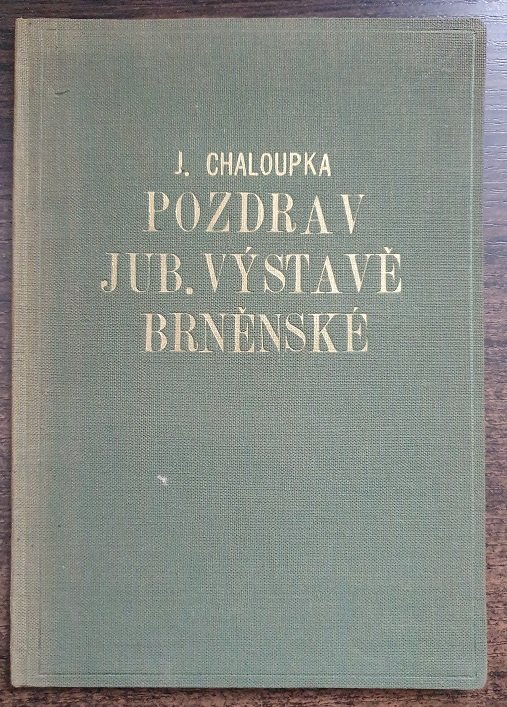 J. CHALOUPKA
POZDRAV
JUB. VÝSTAVĚ
BRNĚNSKÉ